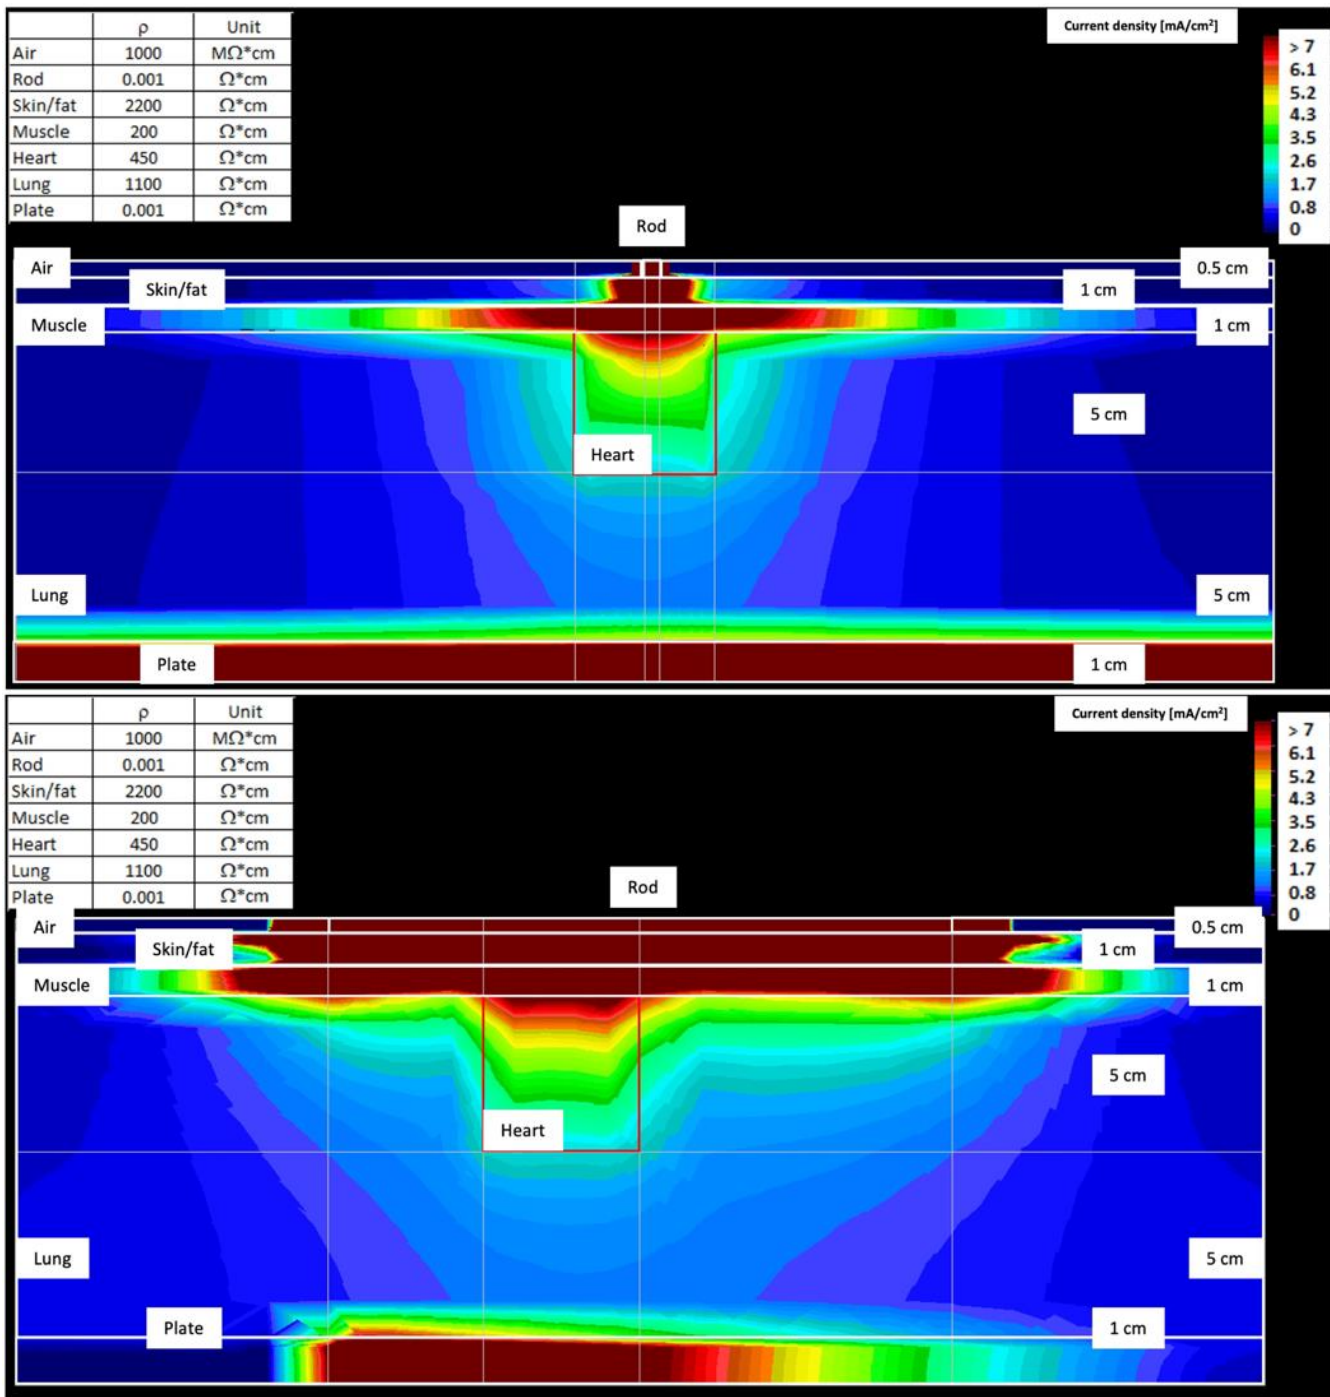 ρ Unit
Air 1000 MΩ*cm
Rod 0.001 Ω*cm
Skin/fat 2200 Ω*cm
Muscle 200 Ω*cm
Heart 450 Ω*cm
Lung 1100 Ω*cm
Plate 0.001 Ω*cm
Current density [mA/cm²]
> 7
6.1
5.2
4.3
3.5
2.6
1.7
0.8
0
Rod
Air 0.5 cm
Skin/fat 1 cm
Muscle 1 cm
5 cm
Heart
Lung 5 cm
Plate 1 cm
ρ Unit
Air 1000 MΩ*cm
Rod 0.001 Ω*cm
Skin/fat 2200 Ω*cm
Muscle 200 Ω*cm
Heart 450 Ω*cm
Lung 1100 Ω*cm
Plate 0.001 Ω*cm
Current density [mA/cm²]
> 7
6.1
5.2
4.3
3.5
2.6
1.7
0.8
0
Rod
Air 0.5 cm
Skin/fat 1 cm
Muscle 1 cm
5 cm
Heart
Lung 5 cm
Plate 1 cm